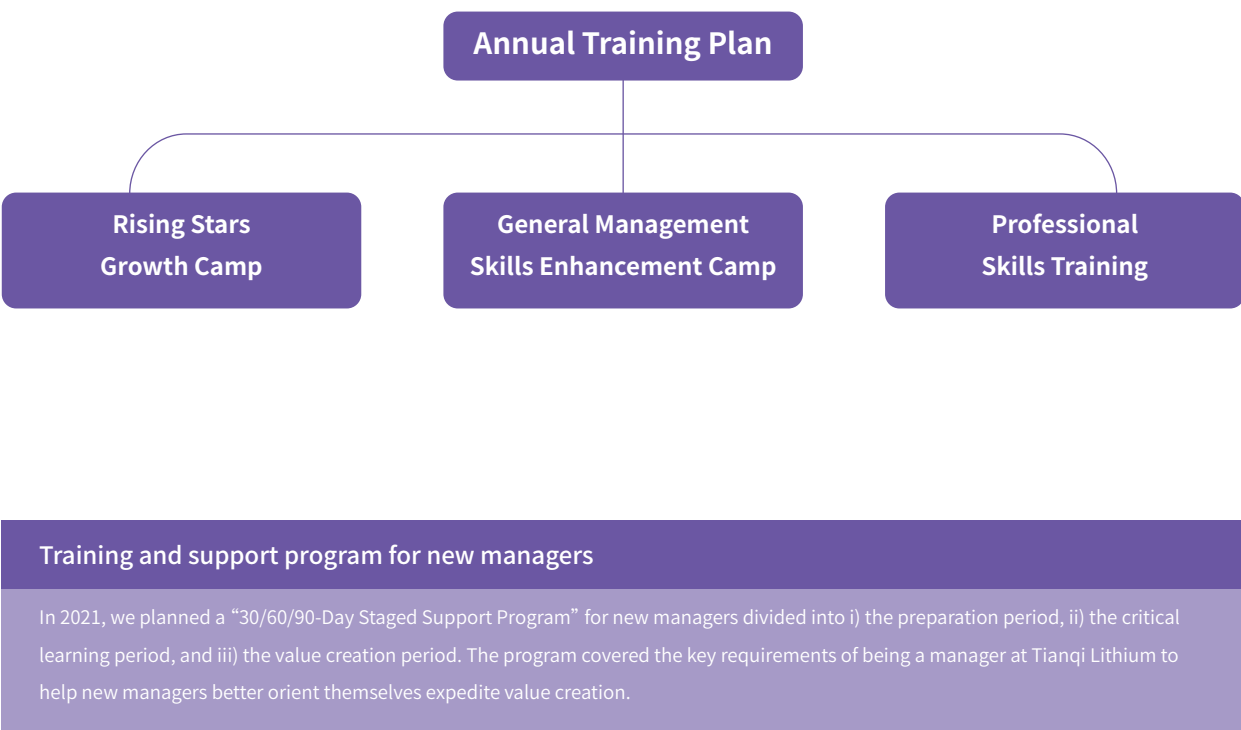 Annual Training Plan
Rising Stars
Growth Camp
General Management
Skills Enhancement Camp
Professional
Skills Training
Training and support program for new managers
In 2021, we planned a “30/60/90-Day Staged Support Program” for new managers divided into i) the preparation period, ii) the critical
learning period, and iii) the value creation period. The program covered the key requirements of being a manager at Tianqi Lithium to
help new managers better orient themselves expedite value creation.